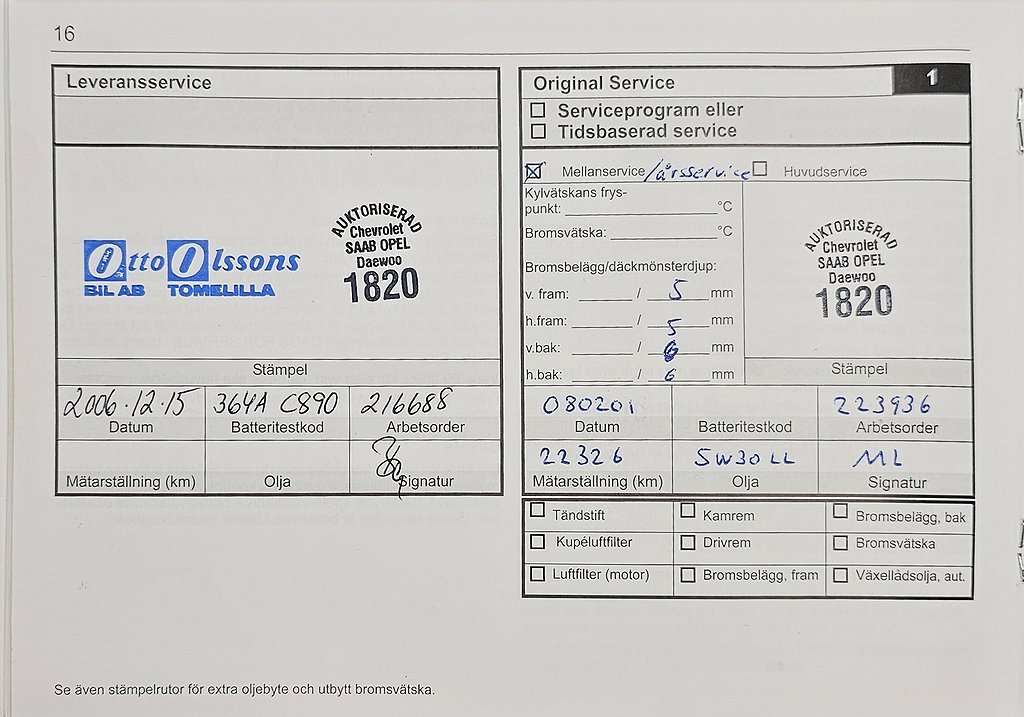 16
Leveransservice
Otto Olssons
BIL AB TOMELILLA
AUKTORISERAD
Chevrolet
SAAB OPEL
Daewoo
1820
Stämpel
2006.12.15 364A C890 216688
Datum Batteritestkod Arbetsorder
Mätarställning (km) Olja Signatur
Original Service 1
Serviceprogram eller
Tidsbaserad service
Mellanservice /årsservice Huvudservice
Kylvätskans frys-
punkt: °C
Bromsvätska: °C
Bromsbelägg/däckmönsterdjup:
v. fram: / 5 mm
h.fram: / 5 mm
v.bak: / 6 mm
h.bak: / 6 mm
AUKTORISERAD
Chevrolet
SAAB OPEL
Daewoo
1820
Stämpel
080201 223936
Datum Batteritestkod Arbetsorder
22326 5W30LL ML
Mätarställning (km) Olja Signatur
Tändstift Kamrem Bromsbelägg, bak
Kupéluftfilter Drivrem Bromsvätska
Luftfilter (motor) Bromsbelägg, fram Växellådsolja, aut.
Se även stämpelrutor för extra oljebyte och utbytt bromsvätska.